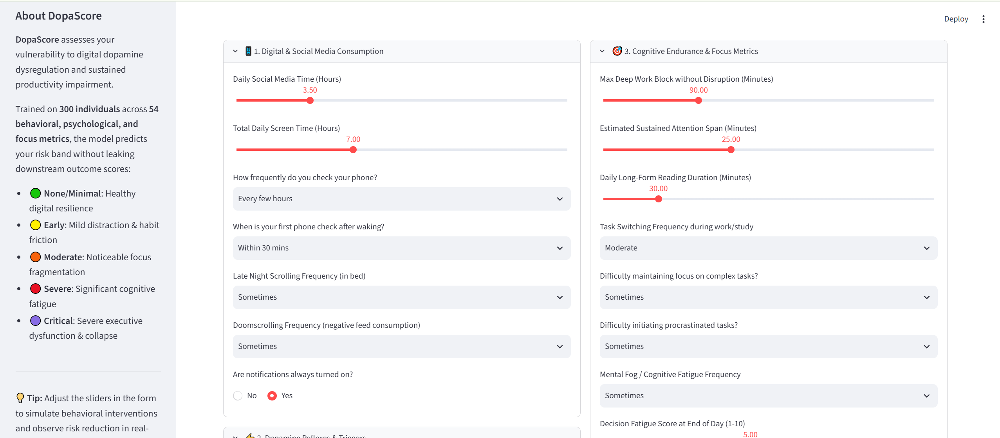 About DopaScore
DopaScore assesses your
vulnerability to digital dopamine
dysregulation and sustained
productivity impairment.
Trained on 300 individuals across 54
behavioral, psychological, and
focus metrics, the model predicts
your risk band without leaking
downstream outcome scores:
None/Minimal: Healthy
digital resilience
Early: Mild distraction & habit
friction
Moderate: Noticeable focus
fragmentation
Severe: Significant cognitive
fatigue
Critical: Severe executive
dysfunction & collapse
Tip: Adjust the sliders in the form
to simulate behavioral interventions
and observe risk reduction in real-
Deploy
1. Digital & Social Media Consumption
Daily Social Media Time (Hours)
3.50
Total Daily Screen Time (Hours)
7.00
How frequently do you check your phone?
Every few hours
When is your first phone check after waking?
Within 30 mins
Late Night Scrolling Frequency (in bed)
Sometimes
Doomscrolling Frequency (negative feed consumption)
Sometimes
Are notifications always turned on?
No Yes
2. Dopamine Reflexes & Triggers
3. Cognitive Endurance & Focus Metrics
Max Deep Work Block without Disruption (Minutes)
90.00
Estimated Sustained Attention Span (Minutes)
25.00
Daily Long-Form Reading Duration (Minutes)
30.00
Task Switching Frequency during work/study
Moderate
Difficulty maintaining focus on complex tasks?
Sometimes
Difficulty initiating procrastinated tasks?
Sometimes
Mental Fog / Cognitive Fatigue Frequency
Sometimes
Decision Fatigue Score at End of Day (1-10)
5.00